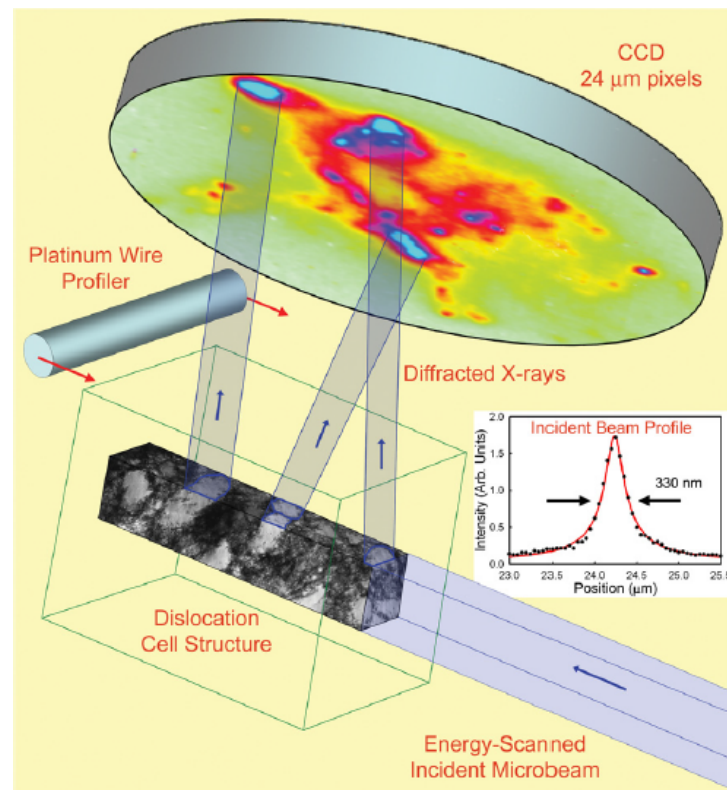 CCD
24 μm pixels
Platinum Wire
Profiler
Diffracted X-rays
Incident Beam Profile
Intensity (Arb. Units)
2.0
1.5
1.0
0.5
0.0
330 nm
23.0 23.5 24.0 24.5 25.0 25.5
Position (μm)
Dislocation
Cell Structure
Energy-Scanned
Incident Microbeam